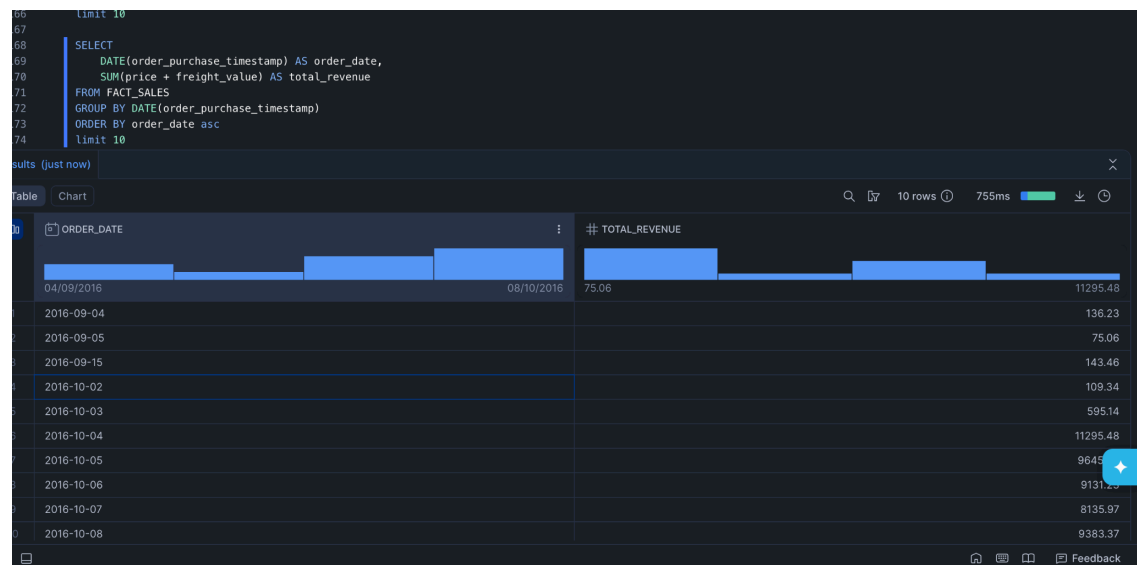 66 limit 10
67
68 SELECT
69 DATE(order_purchase_timestamp) AS order_date,
70 SUM(price + freight_value) AS total_revenue
71 FROM FACT_SALES
72 GROUP BY DATE(order_purchase_timestamp)
73 ORDER BY order_date asc
74 limit 10
sults (just now)
Table Chart 10 rows 755ms
ORDER_DATE TOTAL_REVENUE
04/09/2016 08/10/2016 75.06 11295.48
2016-09-04 136.23
2016-09-05 75.06
2016-09-15 143.46
2016-10-02 109.34
2016-10-03 595.14
2016-10-04 11295.48
2016-10-05 9645
2016-10-06
2016-10-07 8135.97
2016-10-08 9383.37
Feedback